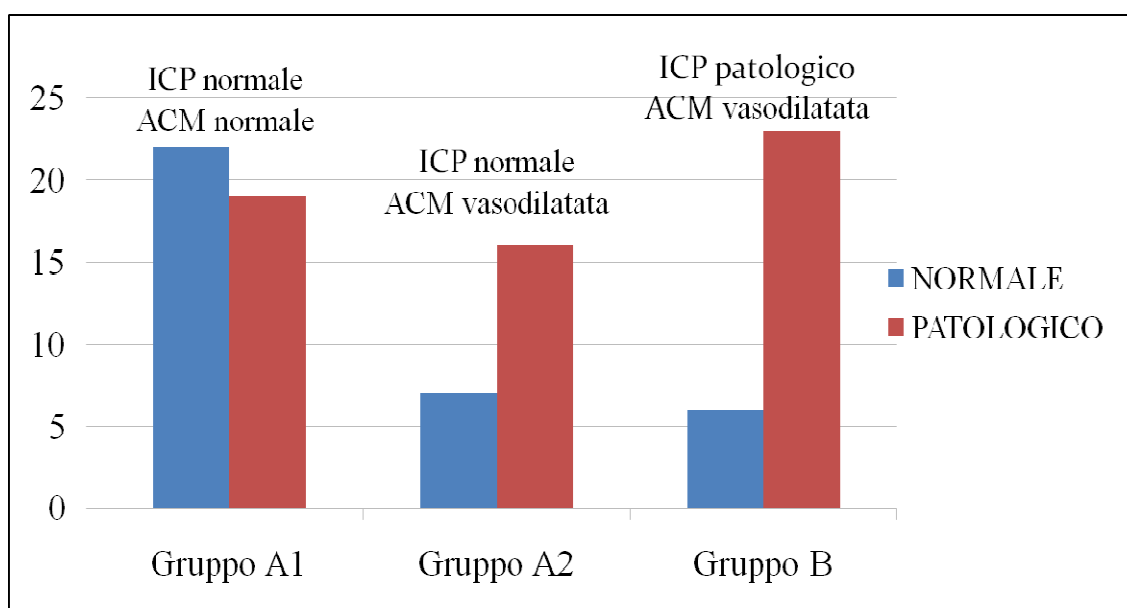 ICP normale
ACM normale
ICP normale
ACM vasodilatata
ICP patologico
ACM vasodilatata
25
20
15
10
5
0
Gruppo A1
Gruppo A2
Gruppo B
NORMALE
PATOLOGICO